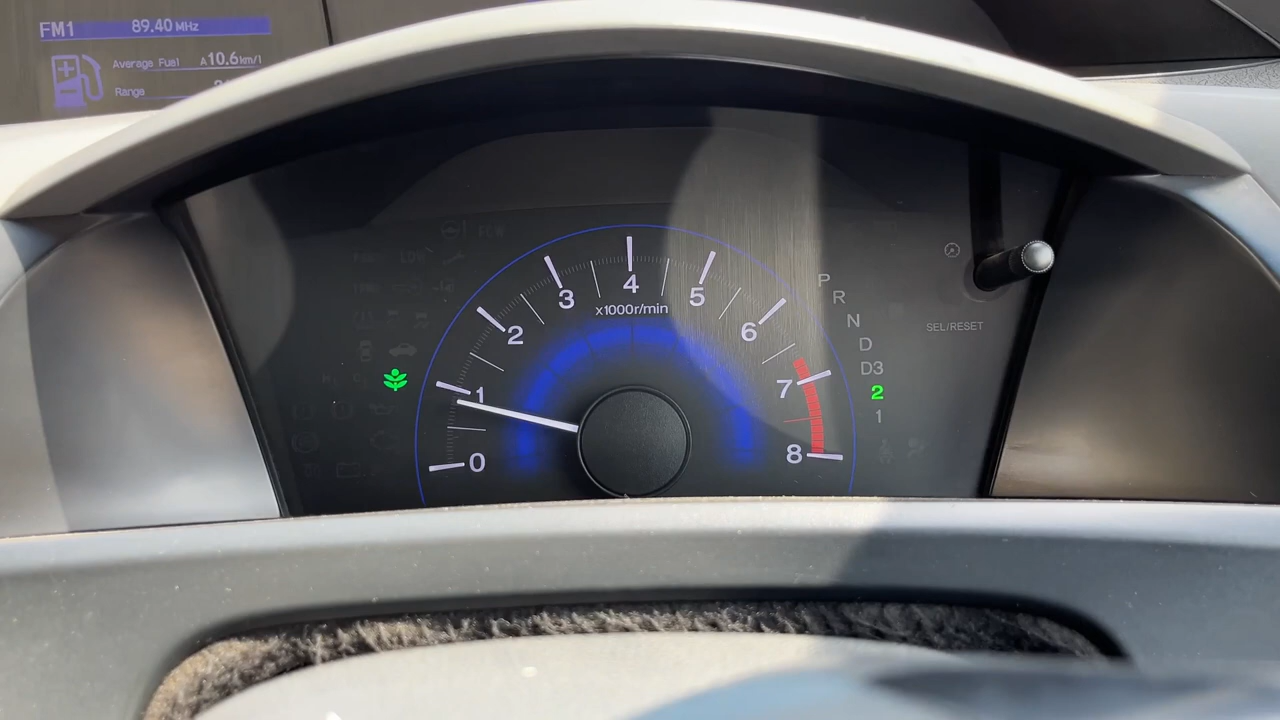 FM1 89.40 MHz
Average Fuel A10.6km/l
Range
4
3 5
x1000r/min
2 6
1 7
0 8
P
R
N
D
D3
2
1
SEL/RESET